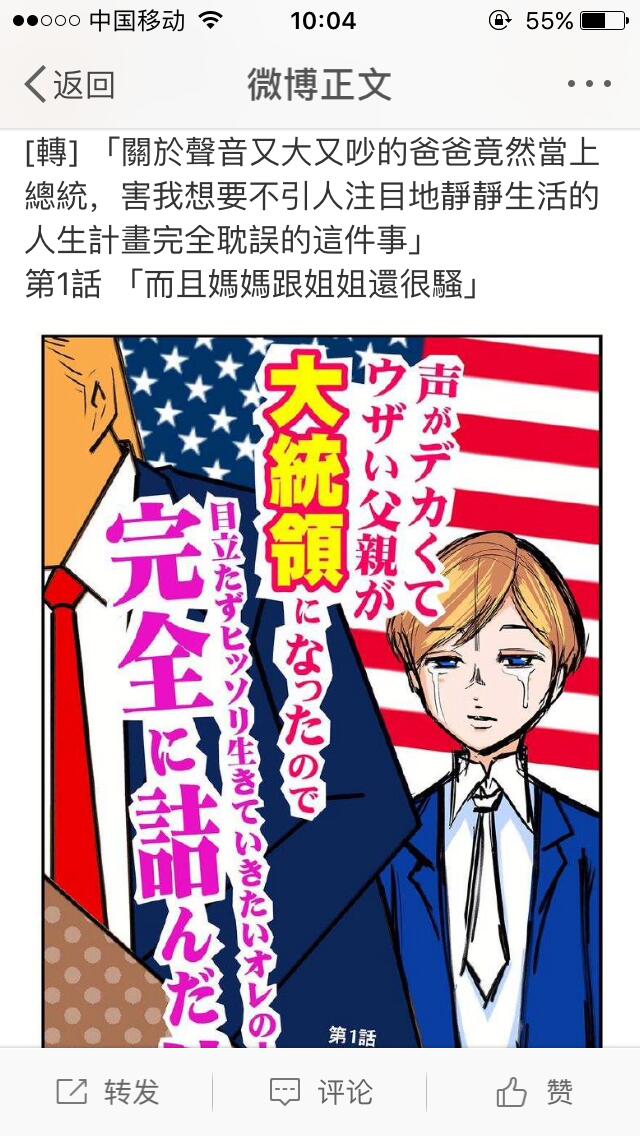 中国移动
10:04
55%
返回
微博正文
[轉] 「關於聲音又大又吵的爸爸竟然當上
總統，害我想要不引人注目地靜靜生活的
人生計畫完全耽誤的這件事」
第1話 「而且媽媽跟姐姐還很騷」
声がデカくて
ウザい父親が
大統領になったので
目立たずヒッソリ生きていきたいオレの
完全に詰んだ
第1話
转发
评论
赞